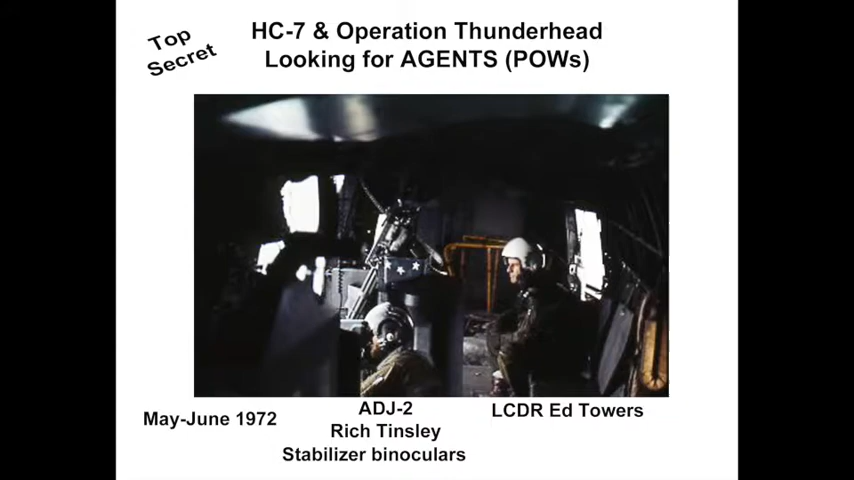 Top
Secret
HC-7 & Operation Thunderhead
Looking for AGENTS (POWs)
May-June 1972
ADJ-2
Rich Tinsley
Stabilizer binoculars
LCDR Ed Towers